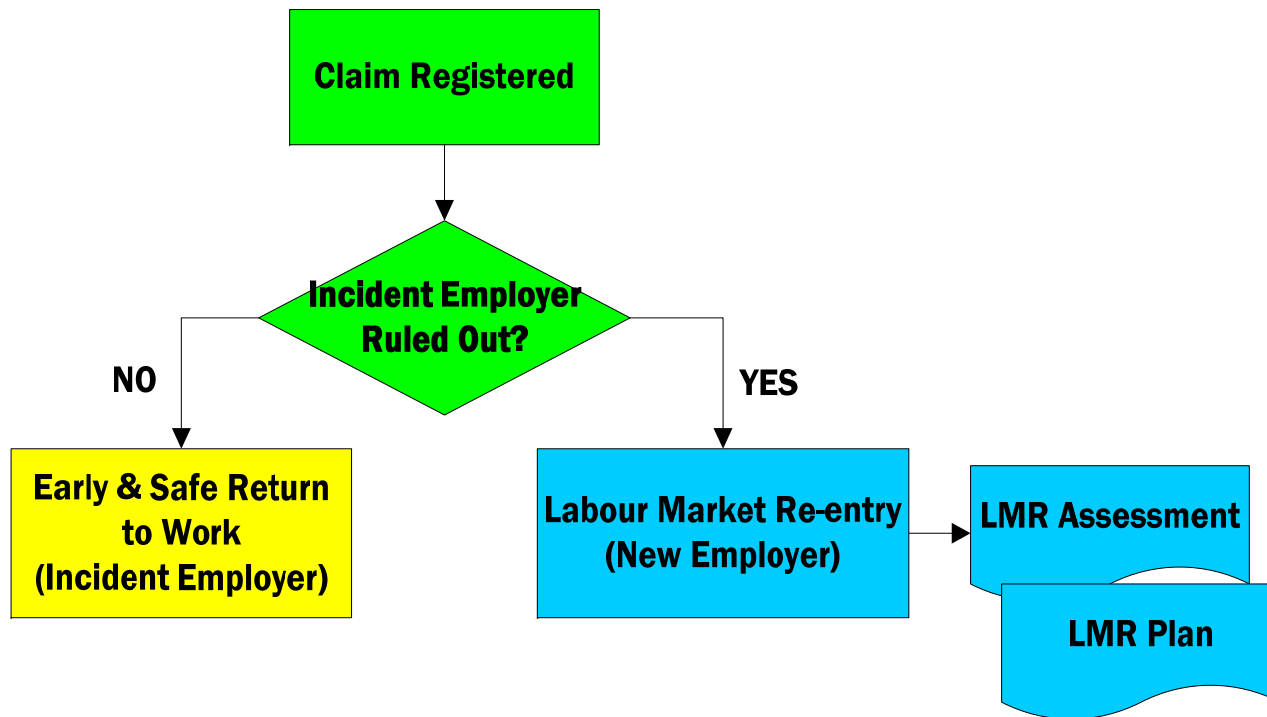 Claim Registered
Incident Employer
Ruled Out?
NO
YES
Early & Safe Return
to Work
(Incident Employer)
Labour Market Re-entry
(New Employer)
LMR Assessment
LMR Plan